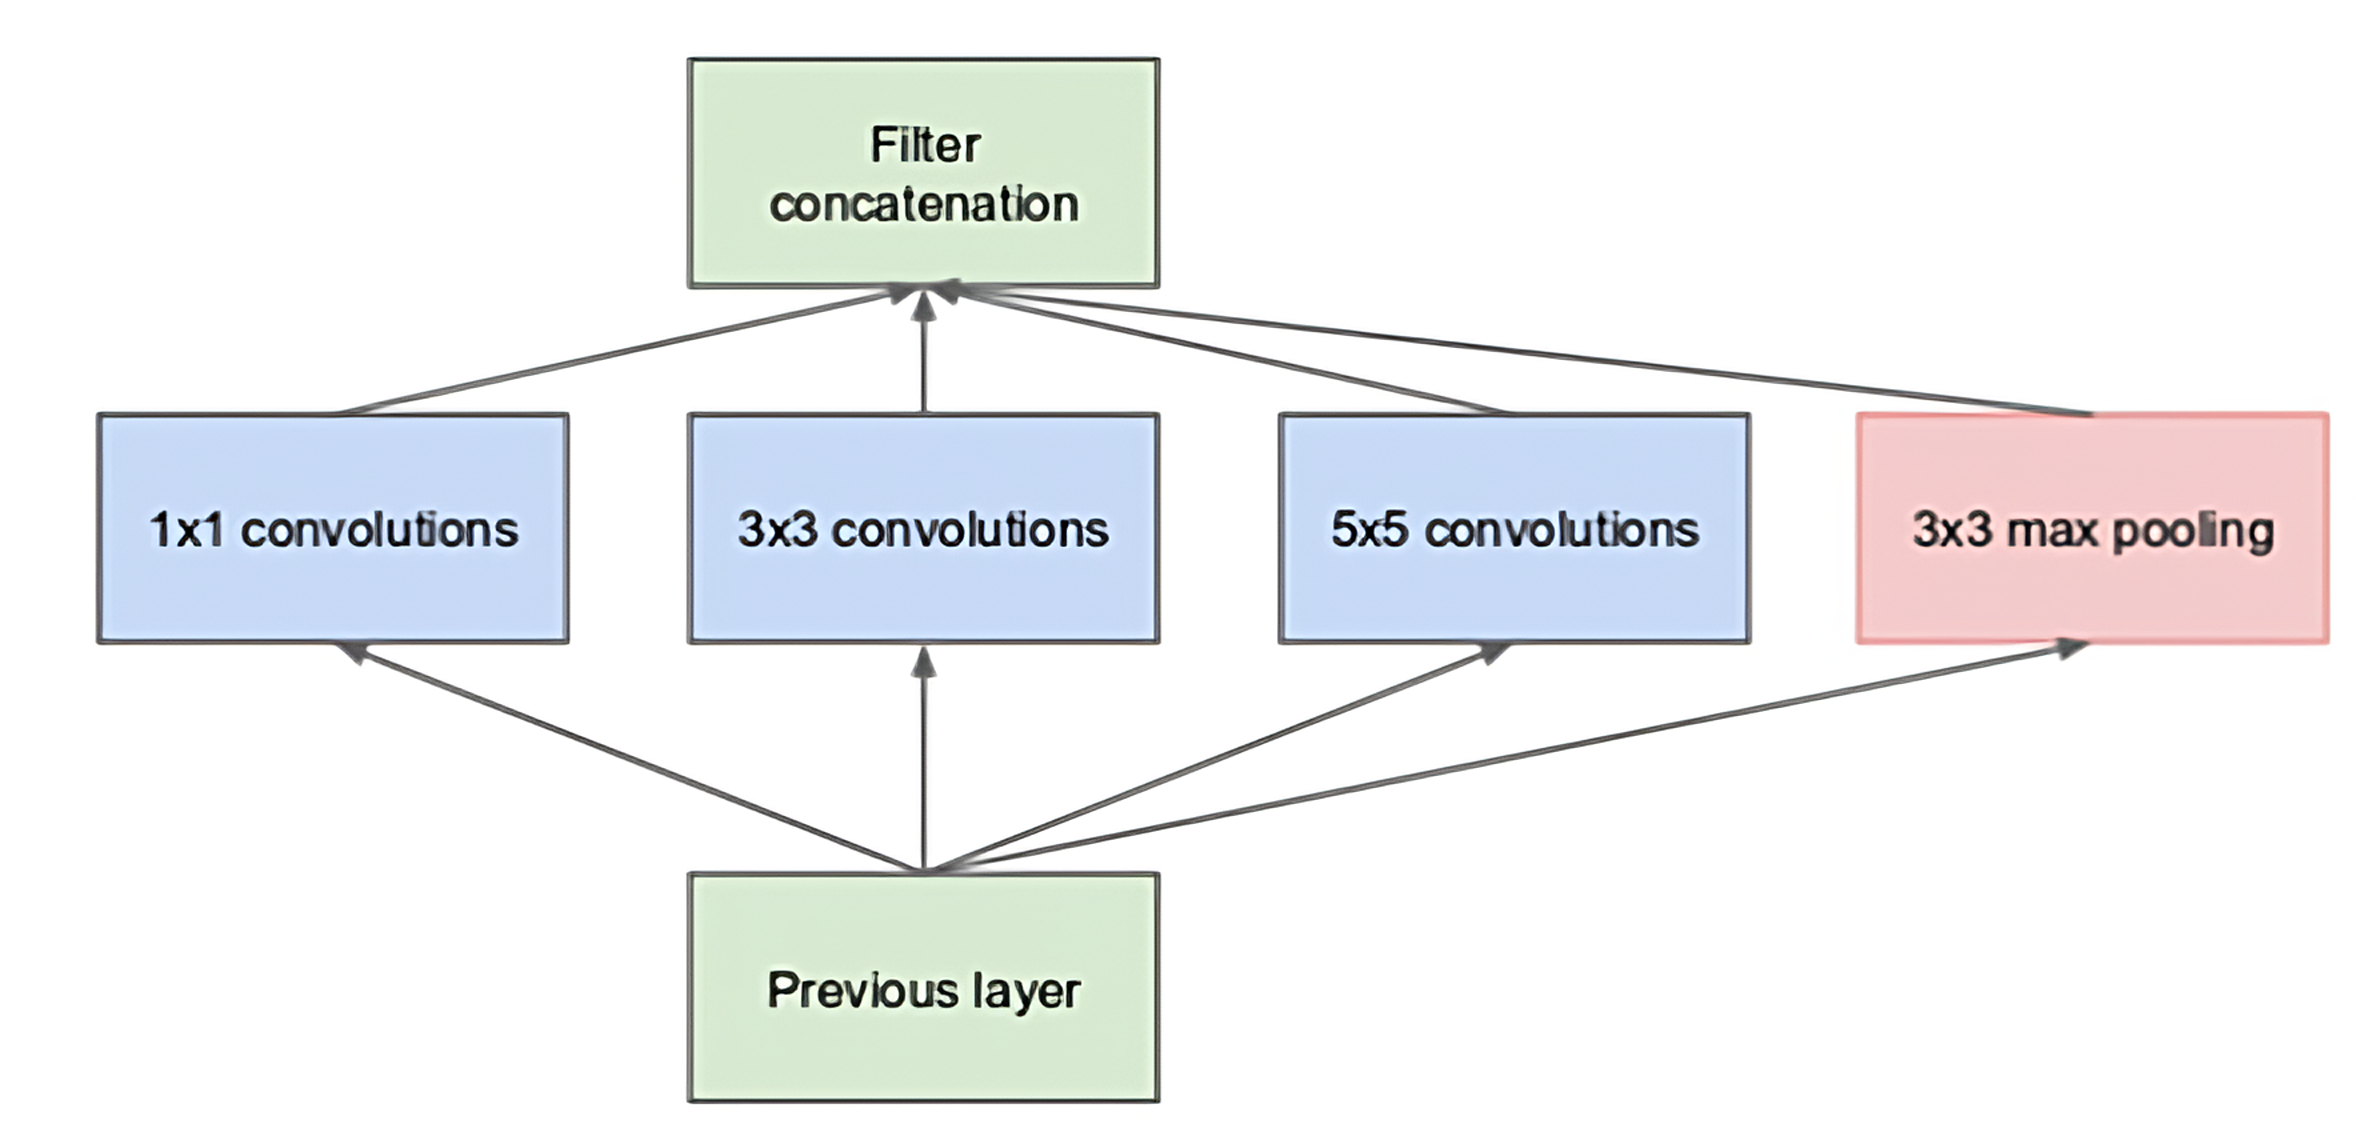 Filter
concatenation
1x1 convolutions
3x3 convolutions
5x5 convolutions
3x3 max pooling
Previous layer